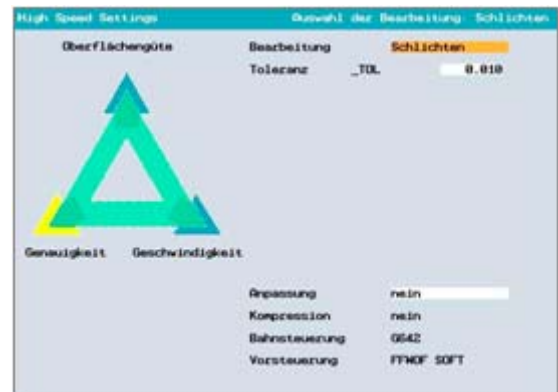 High Speed Settings
Auswahl der Bearbeitung: Schlichten
Oberflächengüte
Bearbeitung Schlichten
Toleranz _TOL 0.010
Genauigkeit Geschwindigkeit
Anpassung nein
Kompression nein
Bahnsteuerung G642
Vorsteuerung FFWOF SOFT